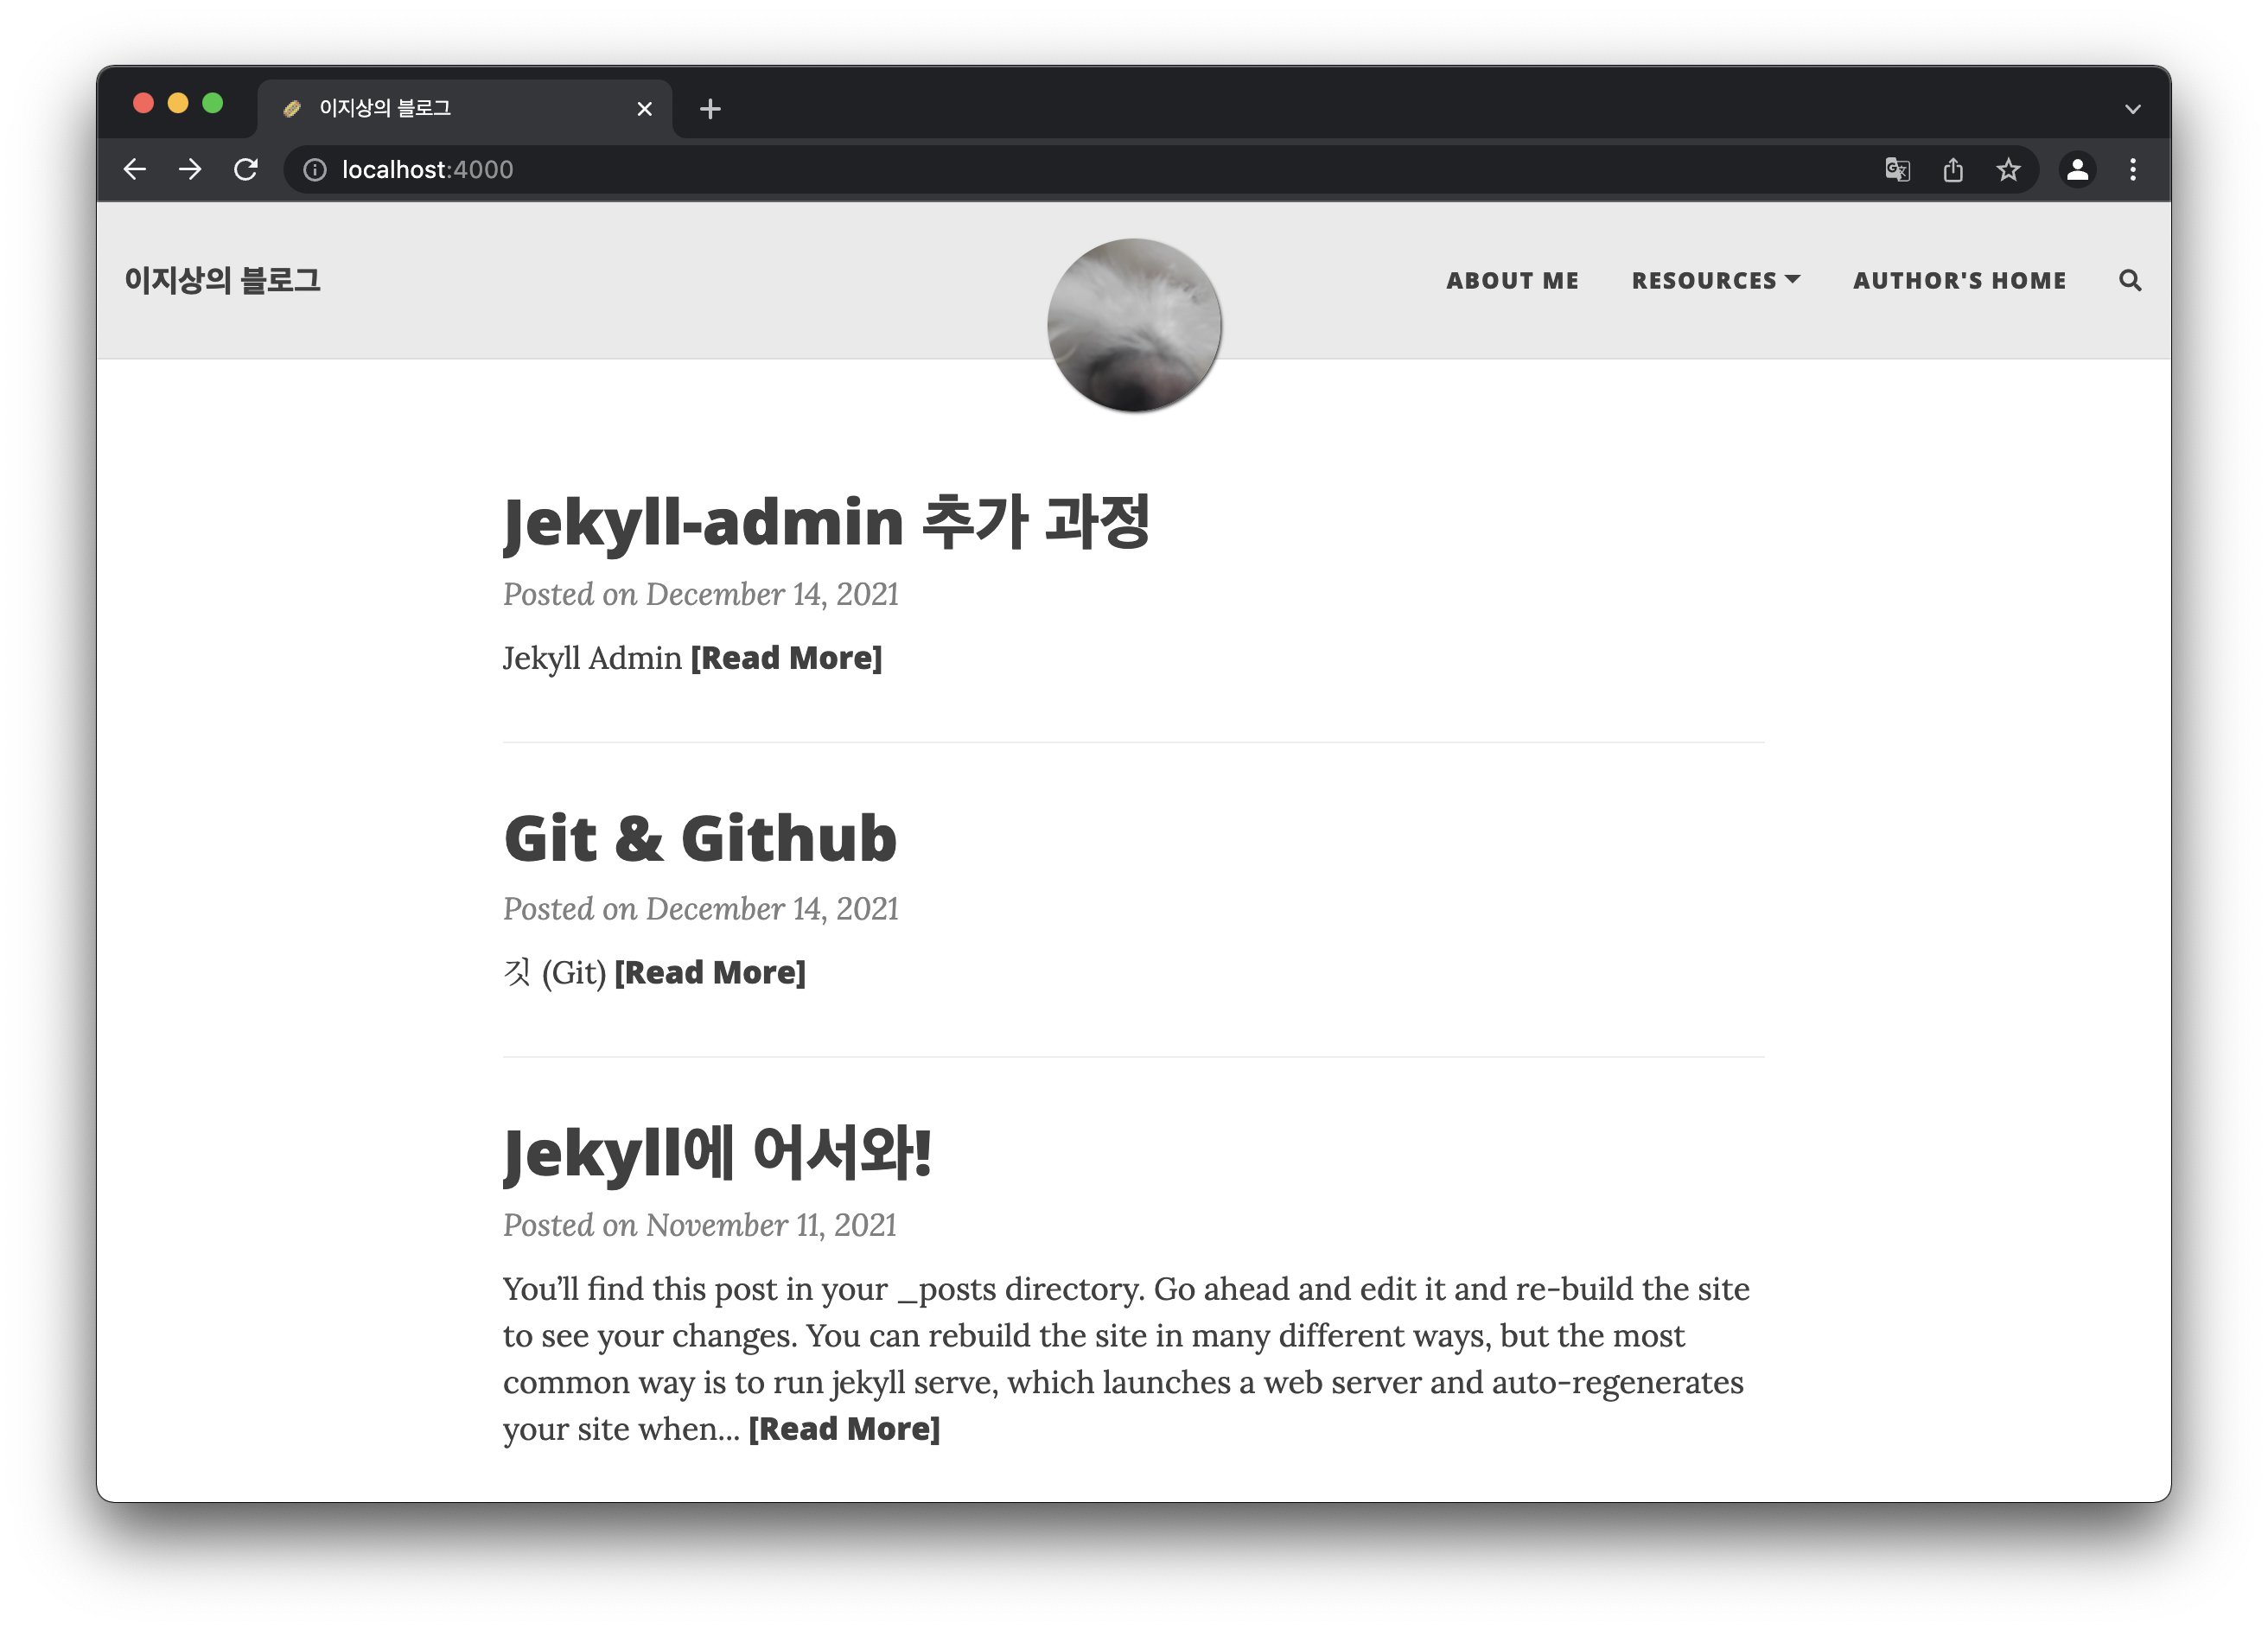 이지상의 블로그
localhost:4000
이지상의 블로그
ABOUT ME
RESOURCES
AUTHOR'S HOME
Jekyll-admin 추가 과정
Posted on December 14, 2021
Jekyll Admin [Read More]
Git & Github
Posted on December 14, 2021
깃 (Git) [Read More]
Jekyll에 어서와!
Posted on November 11, 2021
You’ll find this post in your _posts directory. Go ahead and edit it and re-build the site
to see your changes. You can rebuild the site in many different ways, but the most
common way is to run jekyll serve, which launches a web server and auto-regenerates
your site when... [Read More]